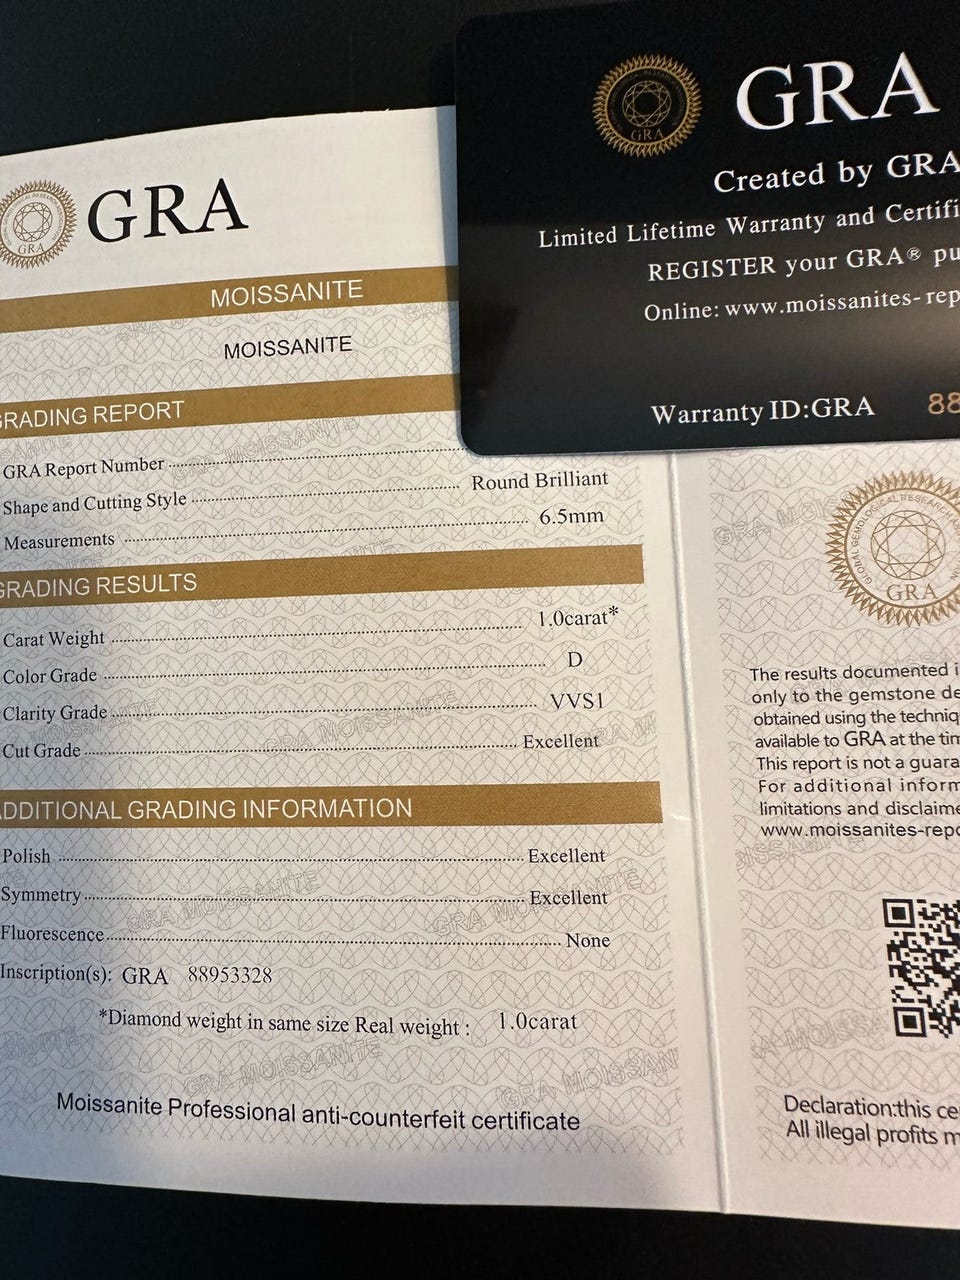 GRA
GRA
Created by GRA
Limited Lifetime Warranty and Certifi
REGISTER your GRA® pu
Online: www.moissanites-rep
Warranty ID:GRA 88
GRA
GRA
MOISSANITE
MOISSANITE
GRADING REPORT
GRA Report Number
Shape and Cutting Style Round Brilliant
Measurements 6.5mm
GRADING RESULTS
Carat Weight 1.0carat*
Color Grade D
Clarity Grade VVS1
Cut Grade Excellent
ADDITIONAL GRADING INFORMATION
Polish Excellent
Symmetry Excellent
Fluorescence None
Inscription(s): GRA 88953328
*Diamond weight in same size Real weight : 1.0carat
Moissanite Professional anti-counterfeit certificate
GLOBAL GEMOLOGICAL RESEARCH
GRA
The results documented i
only to the gemstone de
obtained using the techniq
available to GRA at the tim
This report is not a guara
For additional inform
limitations and disclaime
www.moissanites-repo
Declaration:this ce
All illegal profits m